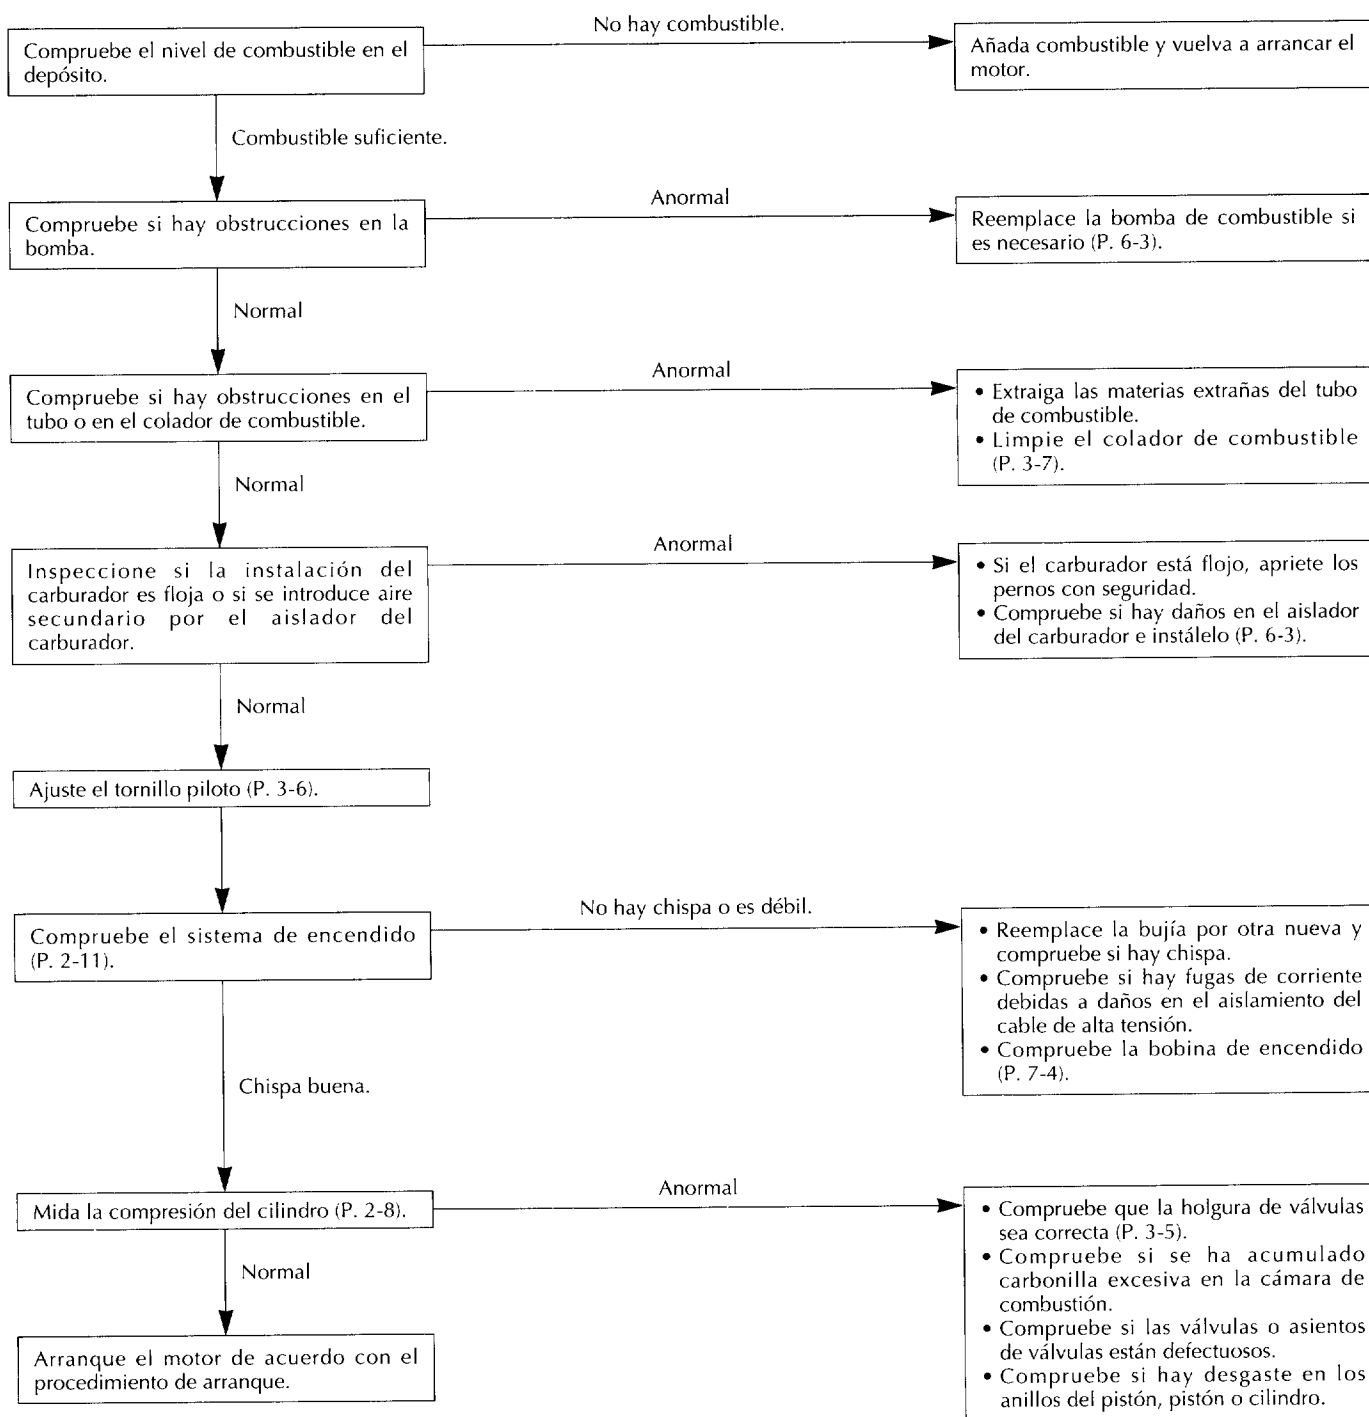 No hay combustible.
Compruebe el nivel de combustible en el
depósito.
Añada combustible y vuelva a arrancar el
motor.
Combustible suficiente.
Anormal
Compruebe si hay obstrucciones en la
bomba.
Reemplace la bomba de combustible si
es necesario (P. 6-3).
Normal
Anormal
Compruebe si hay obstrucciones en el
tubo o en el colador de combustible.
• Extraiga las materias extrañas del tubo
de combustible.
• Limpie el colador de combustible
(P. 3-7).
Normal
Anormal
Inspeccione si la instalación del
carburador es floja o si se introduce aire
secundario por el aislador del
carburador.
• Si el carburador está flojo, apriete los
pernos con seguridad.
• Compruebe si hay daños en el aislador
del carburador e instálelo (P. 6-3).
Normal
Ajuste el tornillo piloto (P. 3-6).
No hay chispa o es débil.
Compruebe el sistema de encendido
(P. 2-11).
• Reemplace la bujía por otra nueva y
compruebe si hay chispa.
• Compruebe si hay fugas de corriente
debidas a daños en el aislamiento del
cable de alta tensión.
• Compruebe la bobina de encendido
(P. 7-4).
Chispa buena.
Anormal
Mida la compresión del cilindro (P. 2-8).
• Compruebe que la holgura de válvulas
sea correcta (P. 3-5).
• Compruebe si se ha acumulado
carbonilla excesiva en la cámara de
combustión.
• Compruebe si las válvulas o asientos
de válvulas están defectuosos.
• Compruebe si hay desgaste en los
anillos del pistón, pistón o cilindro.
Normal
Arranque el motor de acuerdo con el
procedimiento de arranque.